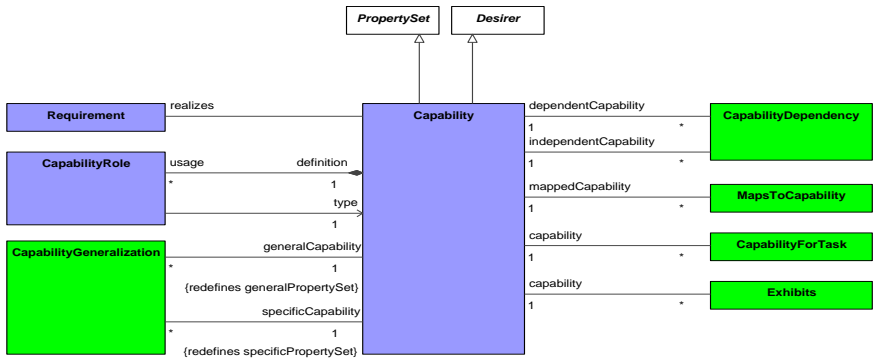 PropertySet Desirer
Requirement realizes Capability dependentCapability CapabilityDependency
1 *
independentCapability
CapabilityRole usage definition 1 *
* 1 mappedCapability MapsToCapability
type 1 *
1
CapabilityGeneralization generalCapability capability CapabilityForTask
* 1 1 *
{redefines generalPropertySet} capability Exhibits
specificCapability 1 *
* 1
{redefines specificPropertySet}